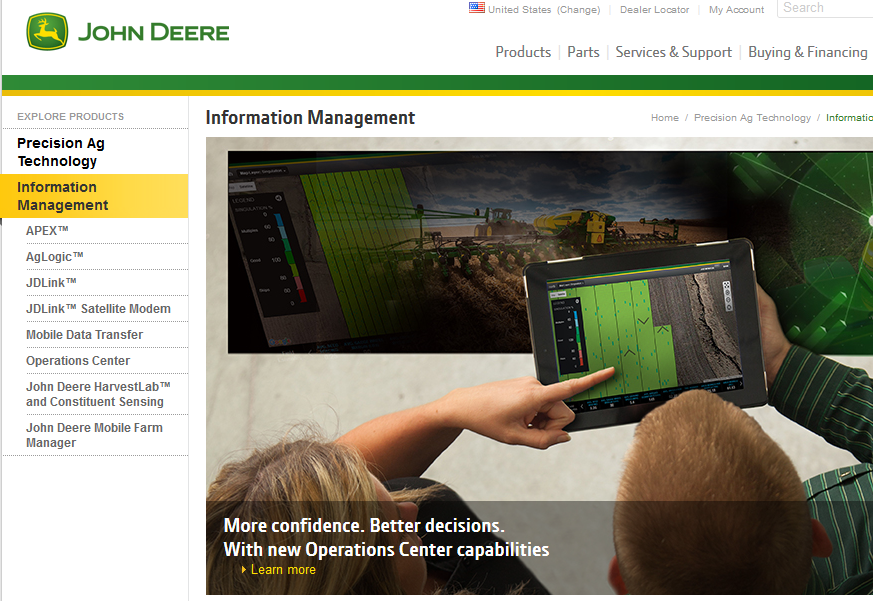 United States (Change)
Dealer Locator
My Account
Search
JOHN DEERE
Products
Parts
Services & Support
Buying & Financing
EXPLORE PRODUCTS
Precision Ag
Technology
Information
Management
APEX™
AgLogic™
JDLink™
JDLink™ Satellite Modem
Mobile Data Transfer
Operations Center
John Deere HarvestLab™
and Constituent Sensing
John Deere Mobile Farm
Manager
Information Management
Home / Precision Ag Technology / Informatio
LEGEND
More confidence. Better decisions.
With new Operations Center capabilities
Learn more